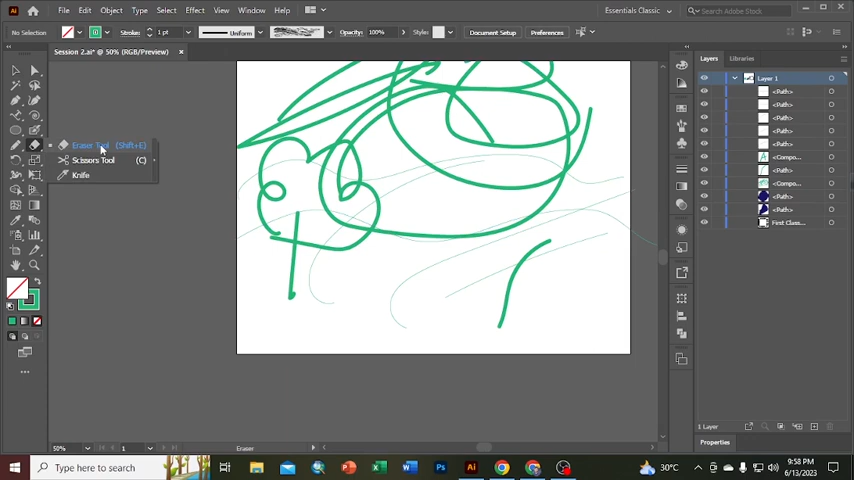 Ai File Edit Object Type Select Effect View Window Help Essentials Classic Search Adobe Stock
No Selection Stroke: 1 pt Uniform Opacity: 100% Style: Document Setup Preferences
Session 2.ai* @ 50% (RGB/Preview) ×
Layers Libraries
Layer 1
<Path>
<Path>
<Path>
<Path>
<Path>
<Compo...
<Path>
<Compo...
<Path>
<Path>
First Class...
Eraser Tool (Shift+E)
Scissors Tool (C)
Knife
1 Layer
Properties
50% 1 Eraser
Type here to search
30°C
9:58 PM
6/13/2023